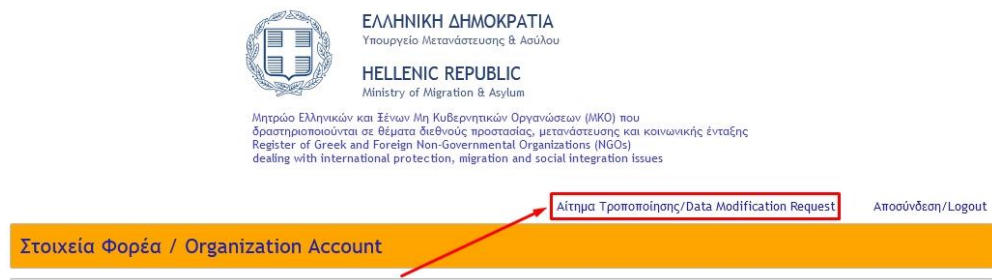 ΕΛΛΗΝΙΚΗ ΔΗΜΟΚΡΑΤΙΑ
Υπουργείο Μετανάστευσης & Ασύλου
HELLENIC REPUBLIC
Ministry of Migration & Asylum
Μητρώο Ελληνικών και Ξένων Μη Κυβερνητικών Οργανώσεων (ΜΚΟ) που
δραστηριοποιούνται σε θέματα διεθνούς προστασίας, μετανάστευσης και κοινωνικής ένταξης
Register of Greek and Foreign Non-Governmental Organizations (NGOs)
dealing with international protection, migration and social integration issues
Αίτημα Τροποποίησης/Data Modification Request Αποσύνδεση/Logout
Στοιχεία Φορέα / Organization Account